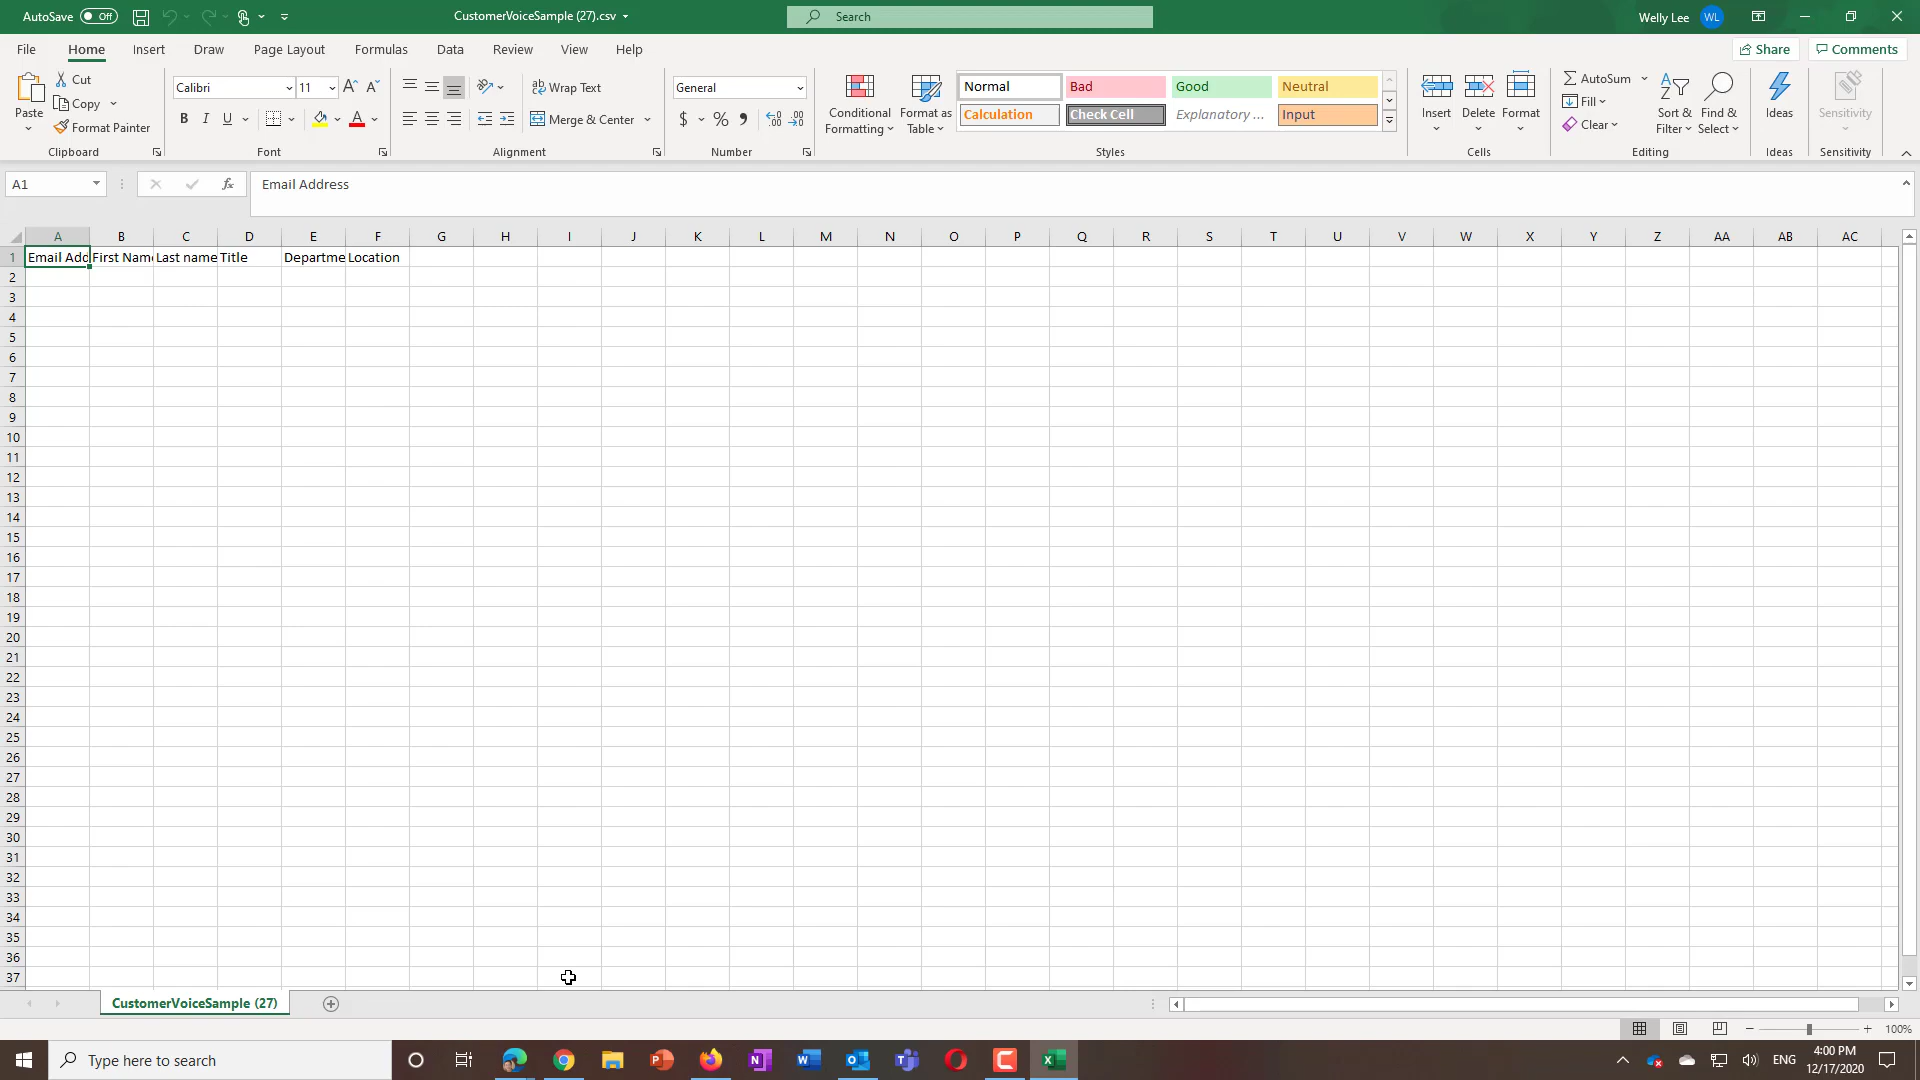 AutoSave Off CustomerVoiceSample (27).csv Search Welly Lee WL
File Home Insert Draw Page Layout Formulas Data Review View Help Share Comments
Paste
Cut
Copy
Format Painter
Clipboard
Calibri 11
B I U
Font
Wrap Text
Merge & Center
Alignment
General
$ % 9
Number
Conditional Formatting
Format as Table
Normal Bad Good Neutral
Calculation Check Cell Explanatory ... Input
Styles
Insert Delete Format
Cells
AutoSum
Fill
Clear
Sort & Filter
Find & Select
Editing
Ideas
Ideas
Sensitivity
Sensitivity
A1 fx Email Address
A B C D E F G H I J K L M N O P Q R S T U V W X Y Z AA AB AC
1 Email Add First Name Last name Title Departme Location
2
3
4
5
6
7
8
9
10
11
12
13
14
15
16
17
18
19
20
21
22
23
24
25
26
27
28
29
30
31
32
33
34
35
36
37
CustomerVoiceSample (27)
100%
Type here to search
ENG
4:00 PM
12/17/2020